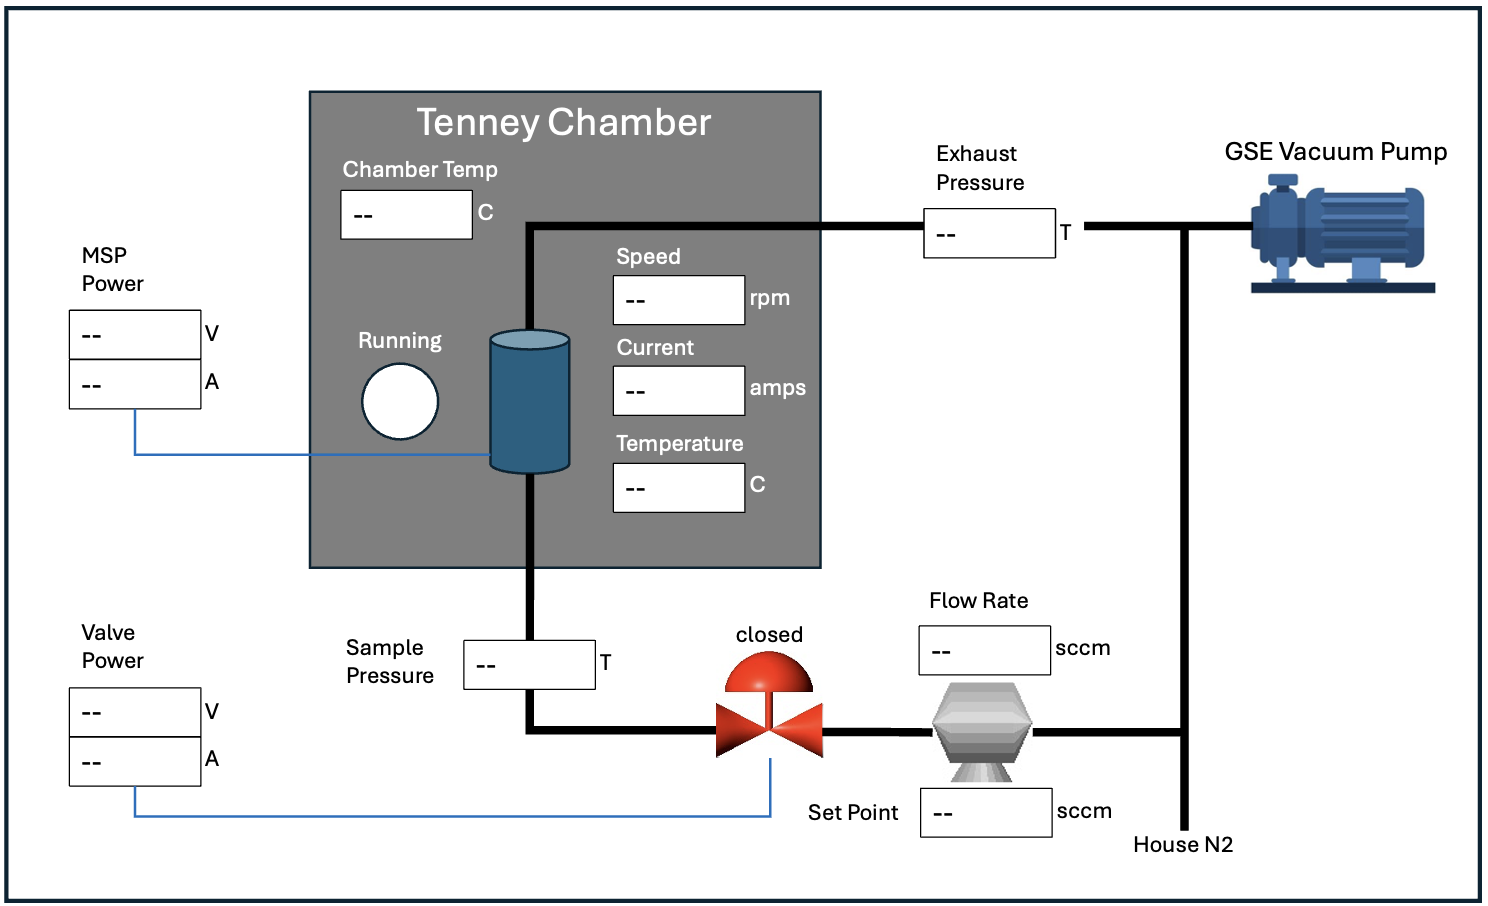 Tenney Chamber
Chamber Temp
-- C
Exhaust
Pressure
-- T
GSE Vacuum Pump
MSP
Power
-- V
-- A
Speed
-- rpm
Running
Current
-- amps
Temperature
-- C
Valve
Power
-- V
-- A
Sample
Pressure
-- T
closed
Flow Rate
-- sccm
Set Point -- sccm
House N2